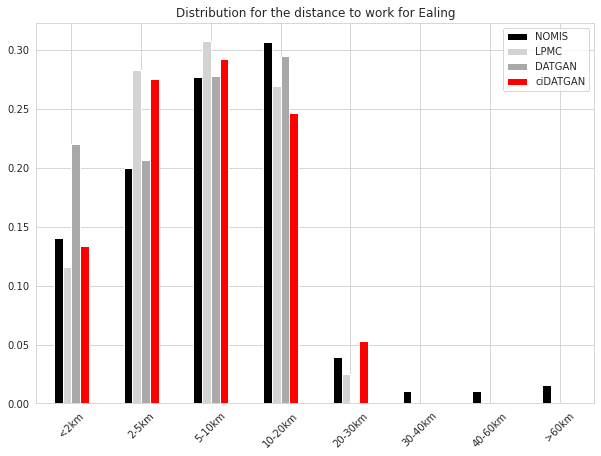 Distribution for the distance to work for Ealing
NOMIS
LPMC
DATGAN
ciDATGAN
0.30
0.25
0.20
0.15
0.10
0.05
0.00
<2km
2-5km
5-10km
10-20km
20-30km
30-40km
40-60km
>60km